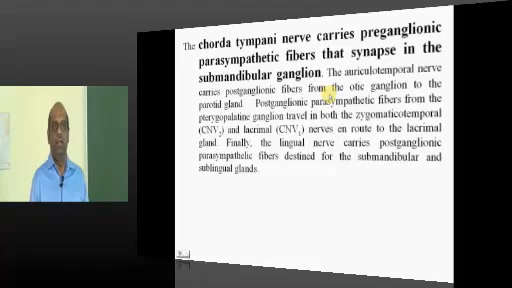 The chorda tympani nerve carries preganglionic
parasympathetic fibers that synapse in the
submandibular ganglion. The auriculotemporal nerve
carries postganglionic fibers from the otic ganglion to the
parotid gland. Postganglionic parasympathetic fibers from the
pterygopalatine ganglion travel in both the zygomaticotemporal
(CNV2) and lacrimal (CNV1) nerves en route to the lacrimal
gland. Finally, the lingual nerve carries postganglionic
parasympathetic fibers destined for the submandibular and
sublingual glands.